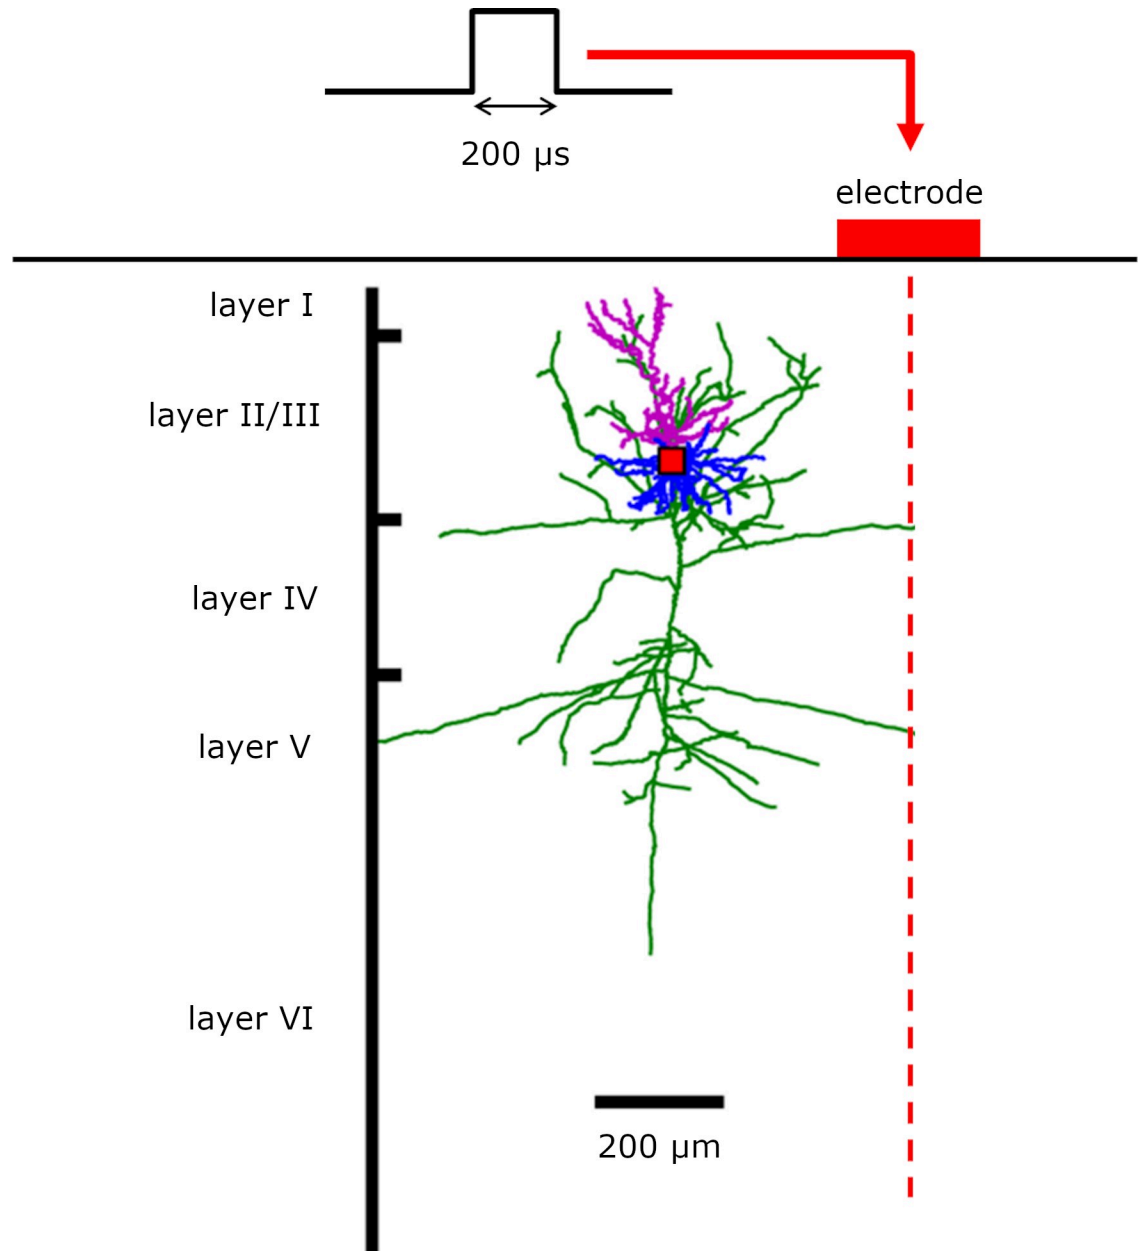 200 µs
electrode
layer I
layer II/III
layer IV
layer V
layer VI
200 µm